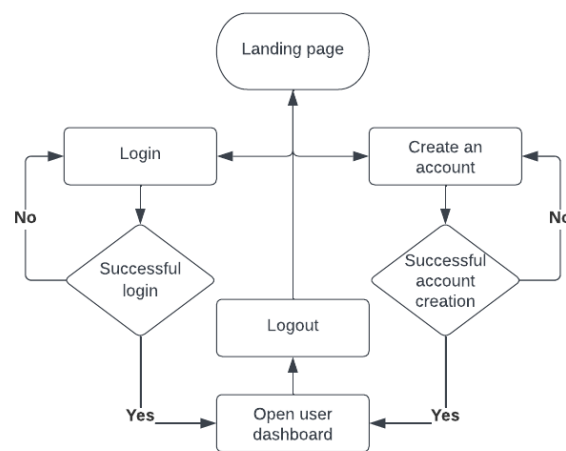 Landing page
Login
Create an
account
No
No
Successful
login
Successful
account
creation
Logout
Yes
Open user
dashboard
Yes